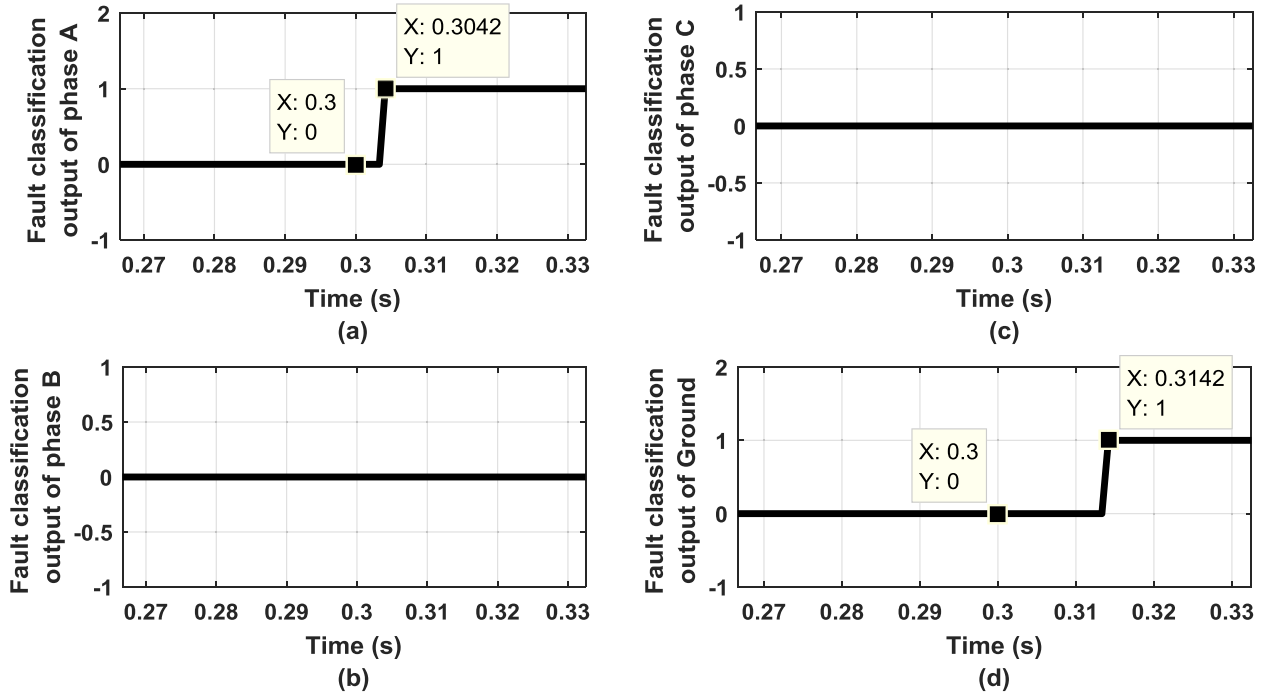 Fault classification
output of phase A
2
1
0
-1
X: 0.3
Y: 0
X: 0.3042
Y: 1
0.27 0.28 0.29 0.3 0.31 0.32 0.33
Time (s)
(a)
Fault classification
output of phase C
1
0.5
0
-0.5
-1
0.27 0.28 0.29 0.3 0.31 0.32 0.33
Time (s)
(c)
Fault classification
output of phase B
1
0.5
0
-0.5
-1
0.27 0.28 0.29 0.3 0.31 0.32 0.33
Time (s)
(b)
Fault classification
output of Ground
2
1
0
-1
X: 0.3
Y: 0
X: 0.3142
Y: 1
0.27 0.28 0.29 0.3 0.31 0.32 0.33
Time (s)
(d)